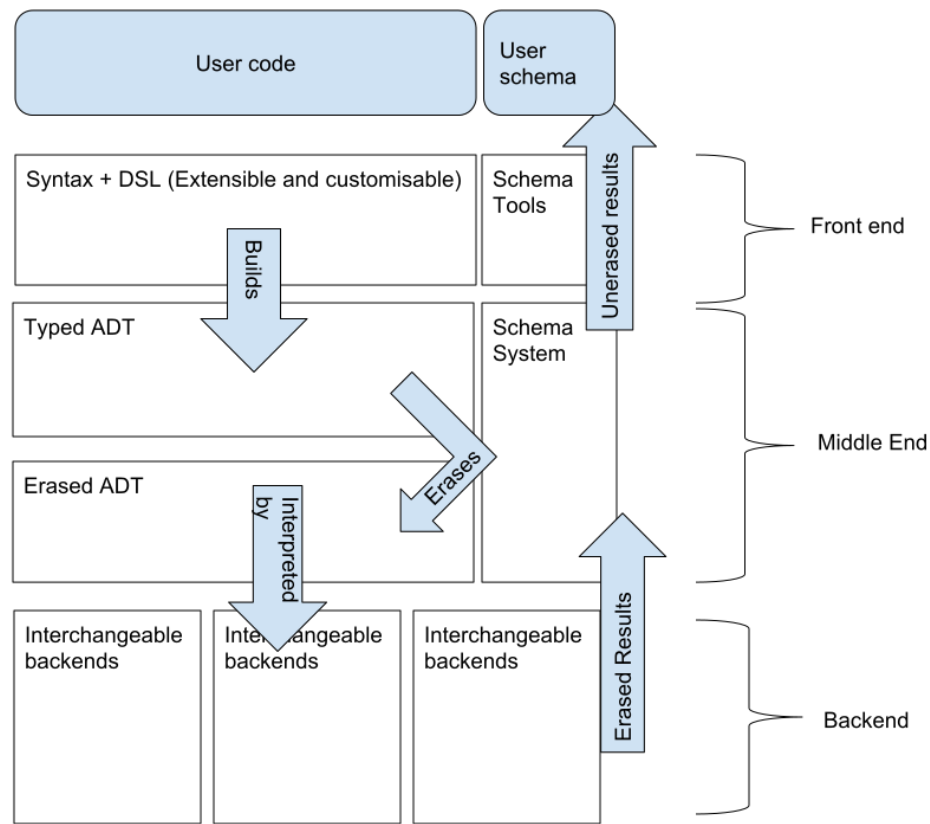 User code
User
schema
Syntax + DSL (Extensible and customisable)
Schema
Tools
Builds
Unerased results
Front end
Typed ADT
Schema
System
Erases
Middle End
Erased ADT
Interpreted
by
Interchangeable
backends
Interchangeable
backends
Interchangeable
backends
Erased Results
Backend